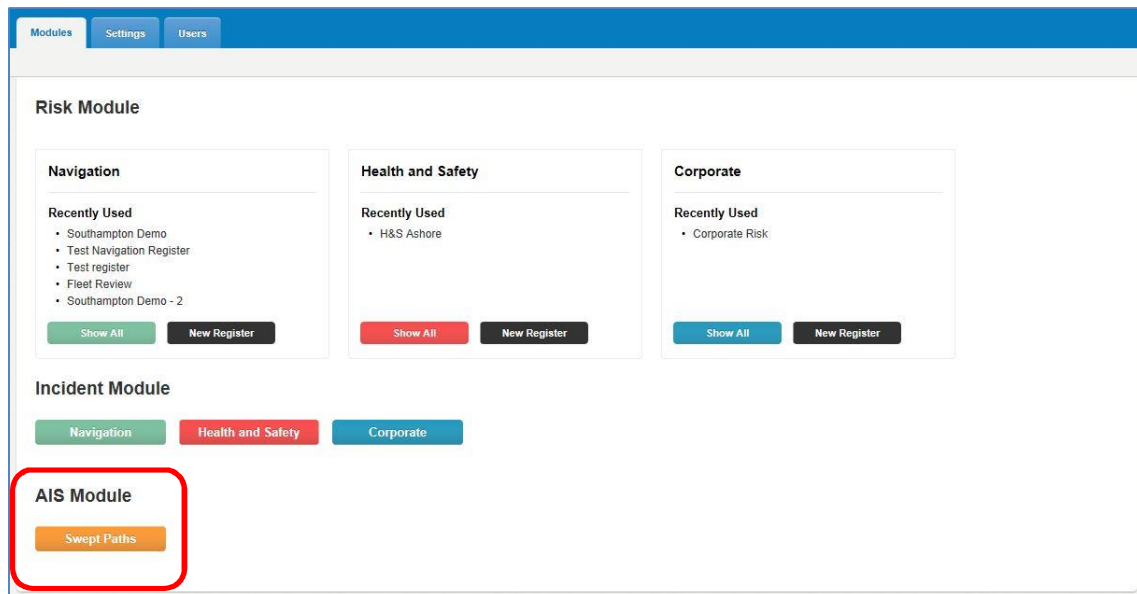 Modules Settings Users
Risk Module
Navigation
Recently Used
• Southampton Demo
• Test Navigation Register
• Test register
• Fleet Review
• Southampton Demo - 2
Show All New Register
Health and Safety
Recently Used
• H&S Ashore
Show All New Register
Corporate
Recently Used
• Corporate Risk
Show All New Register
Incident Module
Navigation Health and Safety Corporate
AIS Module
Swept Paths